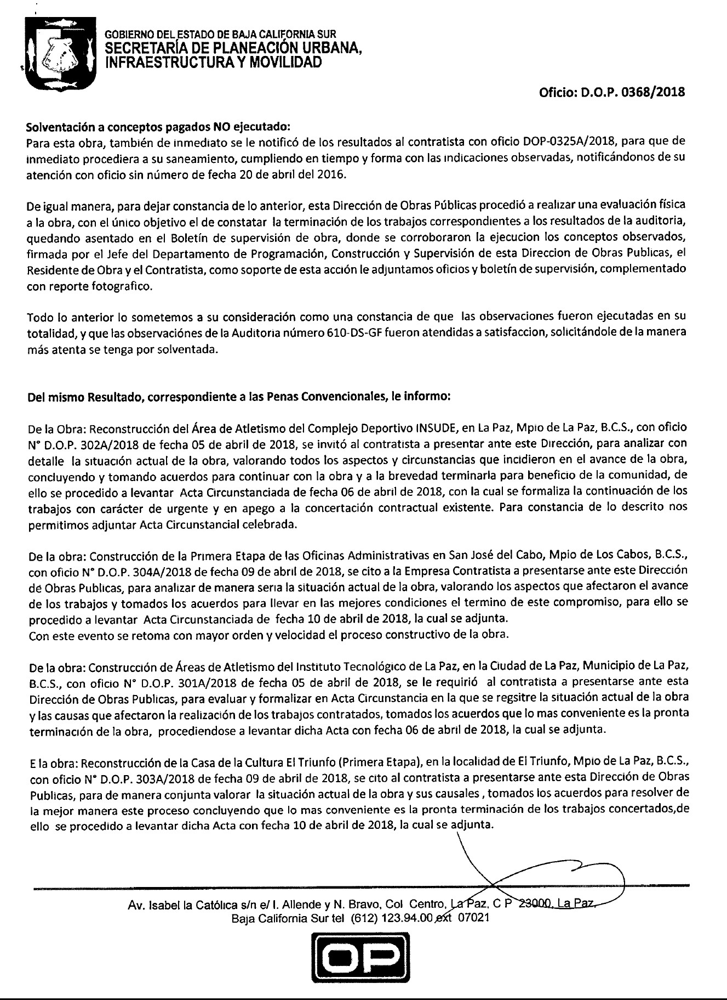 GOBIERNO DEL ESTADO DE BAJA CALIFORNIA SUR
SECRETARÍA DE PLANEACIÓN URBANA,
INFRAESTRUCTURA Y MOVILIDAD
Oficio: D.O.P. 0368/2018
Solventación a conceptos pagados NO ejecutado:
Para esta obra, también de inmediato se le notificó de los resultados al contratista con oficio DOP-0325A/2018, para que de
inmediato procediera a su saneamiento, cumpliendo en tiempo y forma con las indicaciones observadas, notificándonos de su
atención con oficio sin número de fecha 20 de abril del 2016.
De igual manera, para dejar constancia de lo anterior, esta Dirección de Obras Públicas procedió a realizar una evaluación física
a la obra, con el único objetivo el de constatar la terminación de los trabajos correspondientes a los resultados de la auditoria,
quedando asentado en el Boletín de supervisión de obra, donde se corroboraron la ejecucion los conceptos observados,
firmada por el Jefe del Departamento de Programación, Construcción y Supervisión de esta Direccion de Obras Publicas, el
Residente de Obra y el Contratista, como soporte de esta acción le adjuntamos oficios y boletín de supervisión, complementado
con reporte fotografico.
Todo lo anterior lo sometemos a su consideración como una constancia de que las observaciones fueron ejecutadas en su
totalidad, y que las observaciónes de la Auditoria número 610-DS-GF fueron atendidas a satisfaccion, solicitándole de la manera
más atenta se tenga por solventada.
Del mismo Resultado, correspondiente a las Penas Convencionales, le informo:
De la Obra: Reconstrucción del Área de Atletismo del Complejo Deportivo INSUDE, en La Paz, Mpio de La Paz, B.C.S., con oficio
N° D.O.P. 302A/2018 de fecha 05 de abril de 2018, se invitó al contratista a presentar ante este Dirección, para analizar con
detalle la situación actual de la obra, valorando todos los aspectos y circunstancias que incidieron en el avance de la obra,
concluyendo y tomando acuerdos para continuar con la obra y a la brevedad terminarla para beneficio de la comunidad, de
ello se procedido a levantar Acta Circunstanciada de fecha 06 de abril de 2018, con la cual se formaliza la continuación de los
trabajos con carácter de urgente y en apego a la concertación contractual existente. Para constancia de lo descrito nos
permitimos adjuntar Acta Circunstancial celebrada.
De la obra: Construcción de la Primera Etapa de las Oficinas Administrativas en San José del Cabo, Mpio de Los Cabos, B.C.S.,
con oficio N° D.O.P. 304A/2018 de fecha 09 de abril de 2018, se cito a la Empresa Contratista a presentarse ante este Dirección
de Obras Publicas, para analizar de manera seria la situación actual de la obra, valorando los aspectos que afectaron el avance
de los trabajos y tomados los acuerdos para llevar en las mejores condiciones el termino de este compromiso, para ello se
procedido a levantar Acta Circunstanciada de fecha 10 de abril de 2018, la cual se adjunta.
Con este evento se retoma con mayor orden y velocidad el proceso constructivo de la obra.
De la obra: Construcción de Áreas de Atletismo del Instituto Tecnológico de La Paz, en la Ciudad de La Paz, Municipio de La Paz,
B.C.S., con oficio N° D.O.P. 301A/2018 de fecha 05 de abril de 2018, se le requirió al contratista a presentarse ante esta
Dirección de Obras Publicas, para evaluar y formalizar en Acta Circunstancia en la que se regsitre la situación actual de la obra
y las causas que afectaron la realización de los trabajos contratados, tomados los acuerdos que lo mas conveniente es la pronta
terminación de la obra, procediendose a levantar dicha Acta con fecha 06 de abril de 2018, la cual se adjunta.
E la obra: Reconstrucción de la Casa de la Cultura El Triunfo (Primera Etapa), en la localidad de El Triunfo, Mpio de La Paz, B.C.S.,
con oficio N° D.O.P. 303A/2018 de fecha 09 de abril de 2018, se cito al contratista a presentarse ante esta Dirección de Obras
Publicas, para de manera conjunta valorar la situación actual de la obra y sus causales , tomados los acuerdos para resolver de
la mejor manera este proceso concluyendo que lo mas conveniente es la pronta terminación de los trabajos concertados,de
ello se procedido a levantar dicha Acta con fecha 10 de abril de 2018, la cual se adjunta.
Av. Isabel la Católica s/n e/ I. Allende y N. Bravo, Col Centro, La Paz, C P 23000, La Paz,
Baja California Sur tel (612) 123.94.00 ext 07021
OP